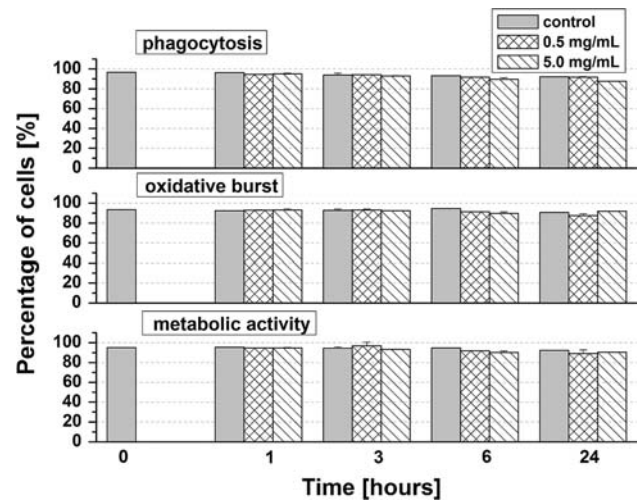 phagocytosis
control
0.5 mg/mL
5.0 mg/mL
100
80
60
40
20
0
oxidative burst
100
80
60
40
20
0
metabolic activity
100
80
60
40
20
0
Percentage of cells [%]
0 1 3 6 24
Time [hours]